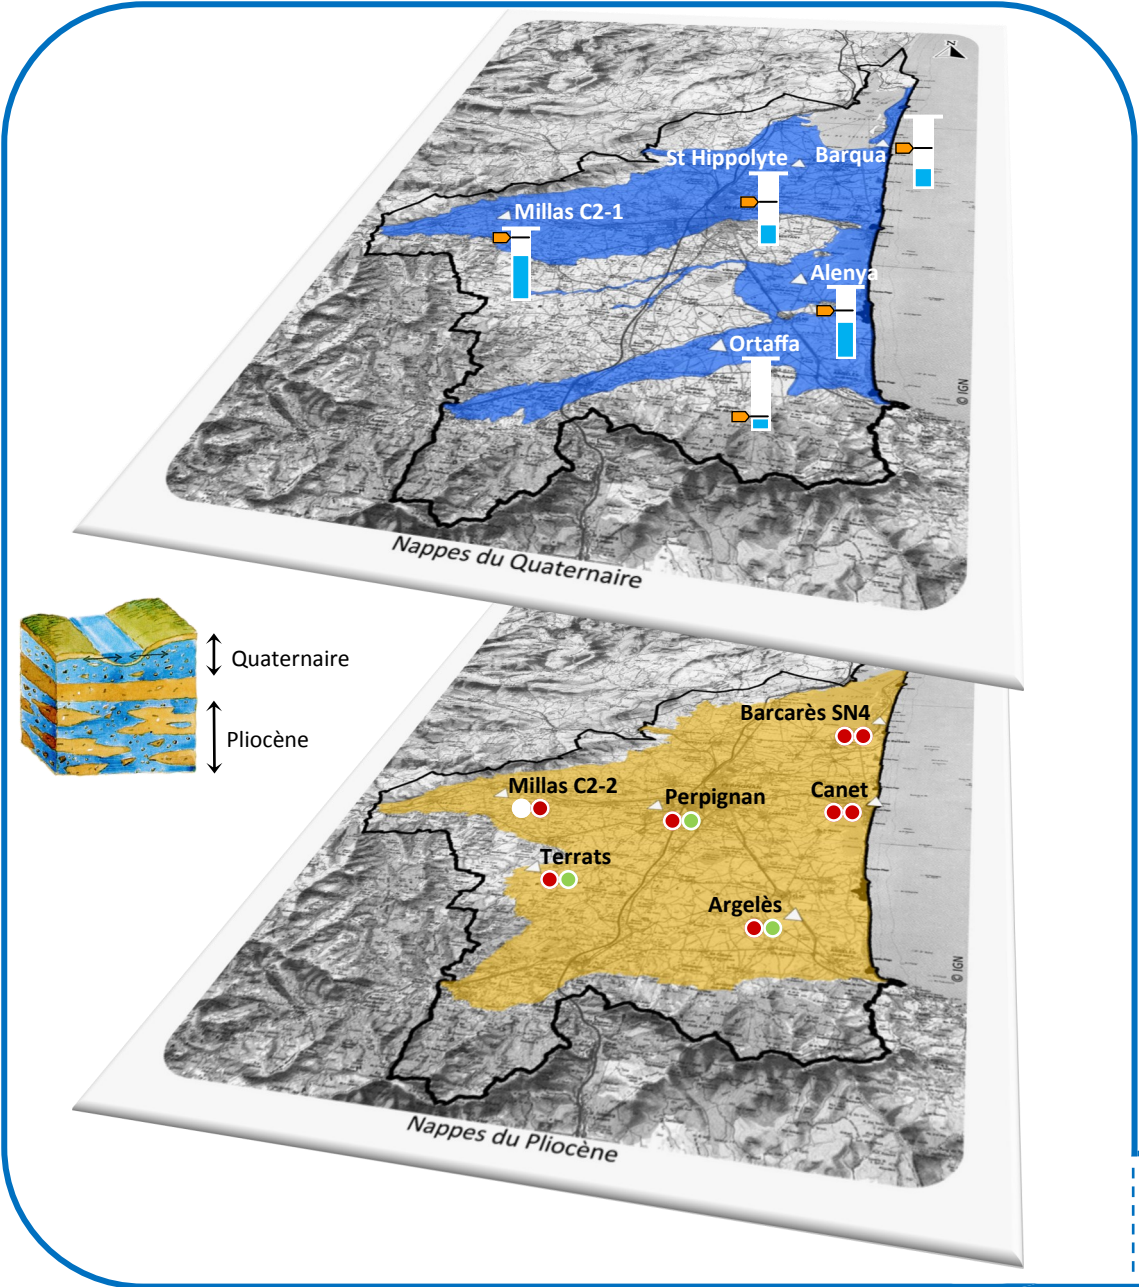 N
St Hippolyte
Barqua
Millas C2-1
Alenya
Ortaffa
© IGN
Nappes du Quaternaire
Quaternaire
Pliocène
Barcarès SN4
Millas C2-2
Perpignan
Canet
Terrats
Argelès
© IGN
Nappes du Pliocène